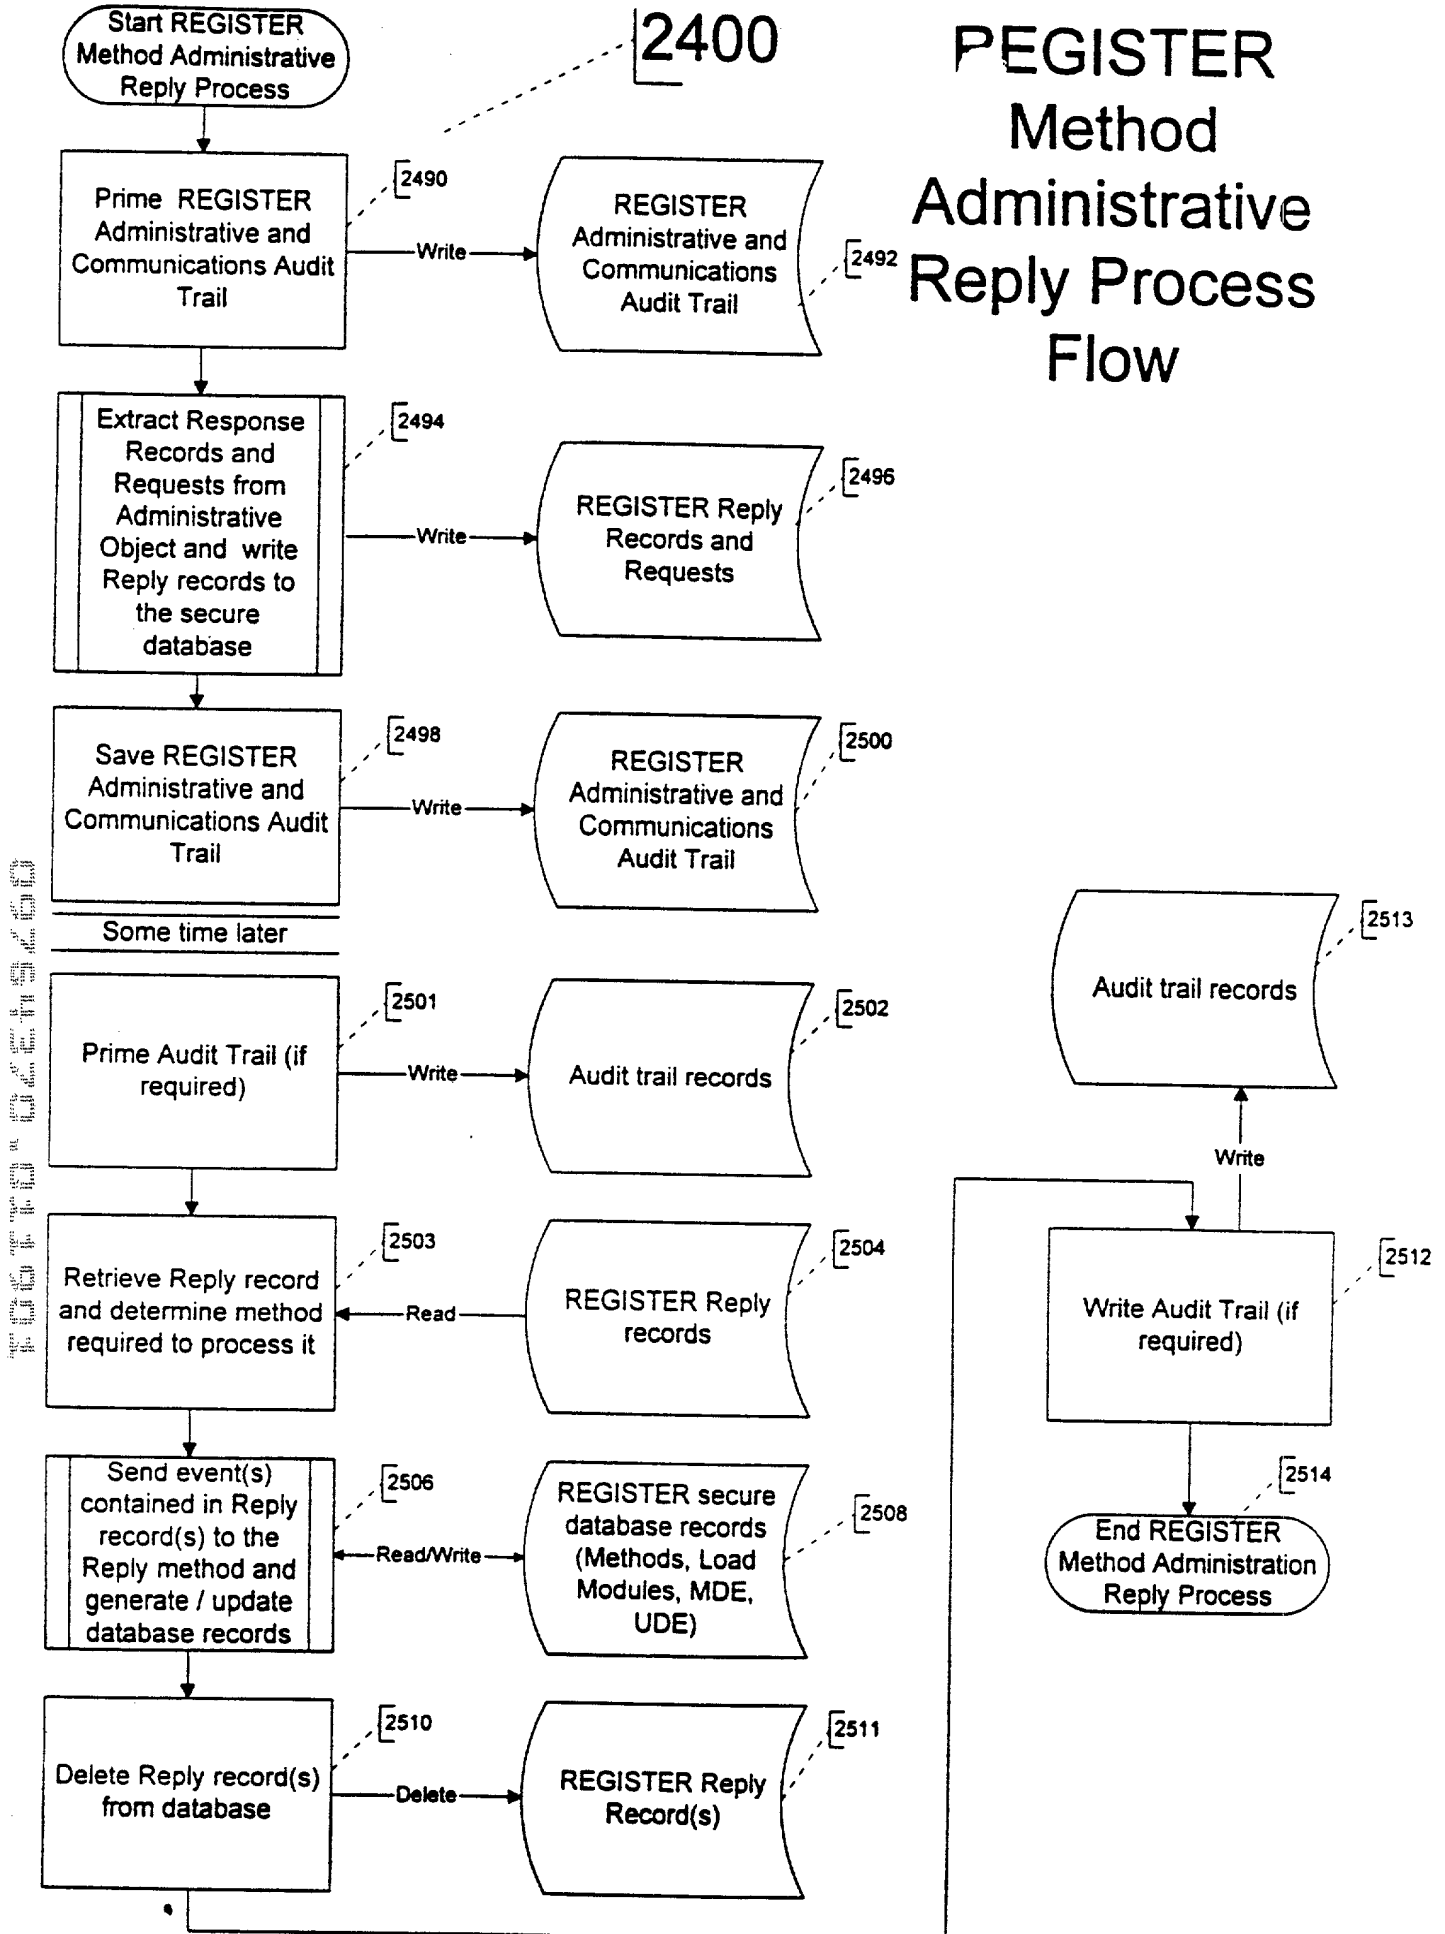 Start REGISTER
Method Administrative
Reply Process
2400
PEGISTER
Method
Administrative
Reply Process
Flow
Prime REGISTER
Administrative and
Communications Audit
Trail
2490
Write
REGISTER
Administrative and
Communications
Audit Trail
2492
Extract Response
Records and
Requests from
Administrative
Object and write
Reply records to
the secure
database
2494
Write
REGISTER Reply
Records and
Requests
2496
Save REGISTER
Administrative and
Communications Audit
Trail
2498
Write
REGISTER
Administrative and
Communications
Audit Trail
2500
Some time later
Prime Audit Trail (if
required)
2501
Write
Audit trail records
2502
Retrieve Reply record
and determine method
required to process it
2503
Read
REGISTER Reply
records
2504
Send event(s)
contained in Reply
record(s) to the
Reply method and
generate / update
database records
2506
Read/Write
REGISTER secure
database records
(Methods, Load
Modules, MDE,
UDE)
2508
Delete Reply record(s)
from database
2510
Delete
REGISTER Reply
Record(s)
2511
Audit trail records
2513
Write
Write Audit Trail (if
required)
2512
2514
End REGISTER
Method Administration
Reply Process